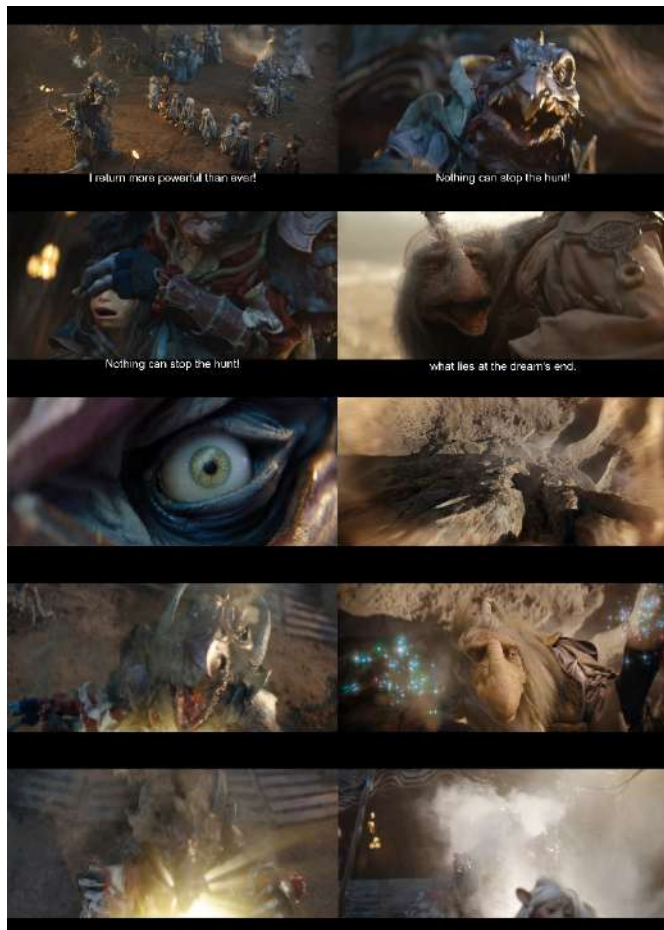 I return more powerful than ever!
Nothing can stop the hunt!
Nothing can stop the hunt!
what lies at the dream's end.